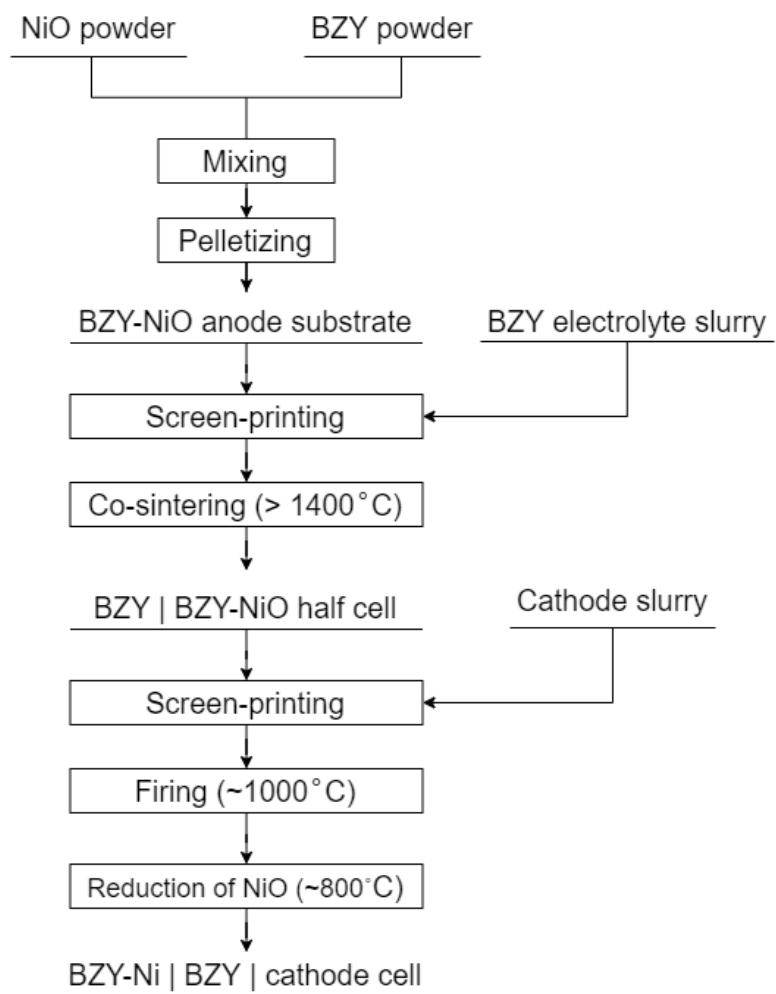 NiO powder
BZY powder
Mixing
Pelletizing
BZY-NiO anode substrate
BZY electrolyte slurry
Screen-printing
Co-sintering (> 1400°C)
BZY | BZY-NiO half cell
Cathode slurry
Screen-printing
Firing (~1000°C)
Reduction of NiO (~800°C)
BZY-Ni | BZY | cathode cell